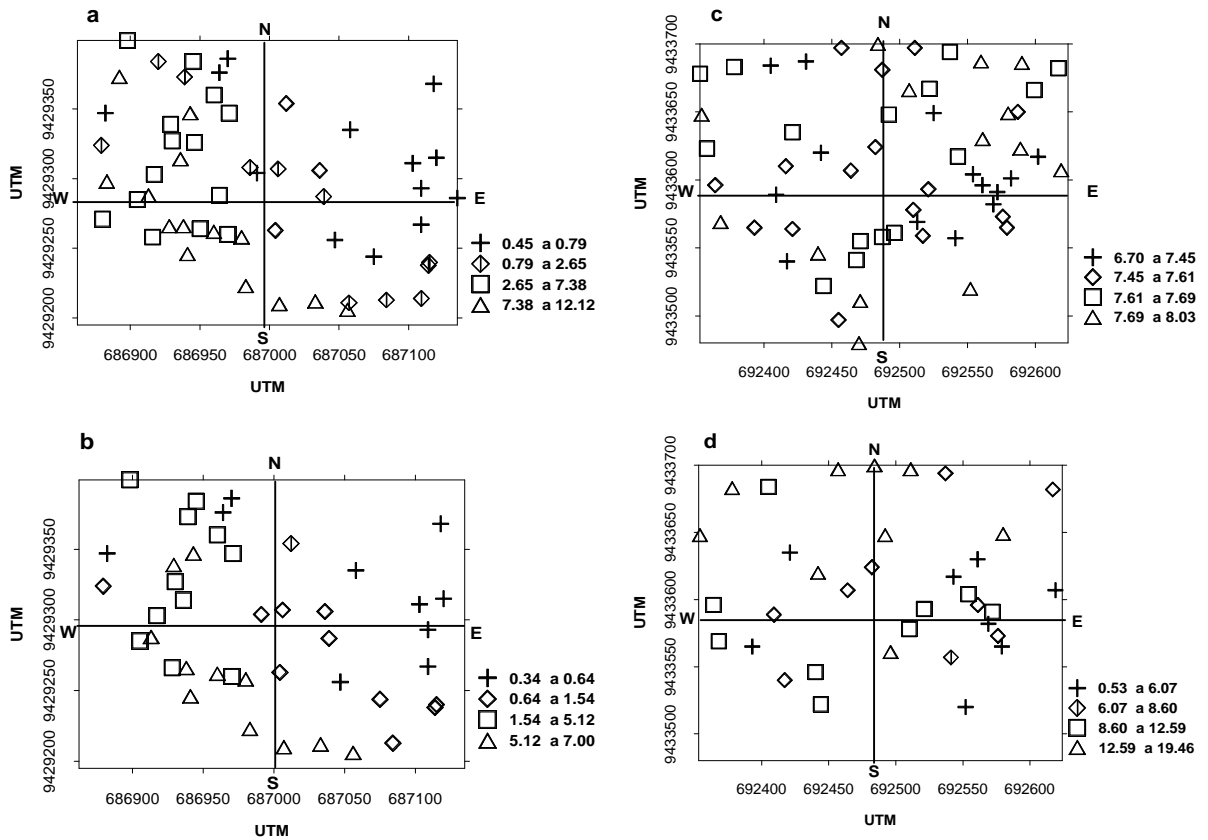 a
N
9429350
9429300
9429250
9429200
UTM
W
E
0.45 a 0.79
0.79 a 2.65
2.65 a 7.38
7.38 a 12.12
S
686900 686950 687000 687050 687100
UTM
c
N
9433700
9433650
9433600
9433550
9433500
UTM
W
E
6.70 a 7.45
7.45 a 7.61
7.61 a 7.69
7.69 a 8.03
S
692400 692450 692500 692550 692600
UTM
b
N
9429350
9429300
9429250
9429200
UTM
W
E
0.34 a 0.64
0.64 a 1.54
1.54 a 5.12
5.12 a 7.00
S
686900 686950 687000 687050 687100
UTM
d
N
9433700
9433650
9433600
9433550
9433500
UTM
W
E
0.53 a 6.07
6.07 a 8.60
8.60 a 12.59
12.59 a 19.46
S
692400 692450 692500 692550 692600
UTM